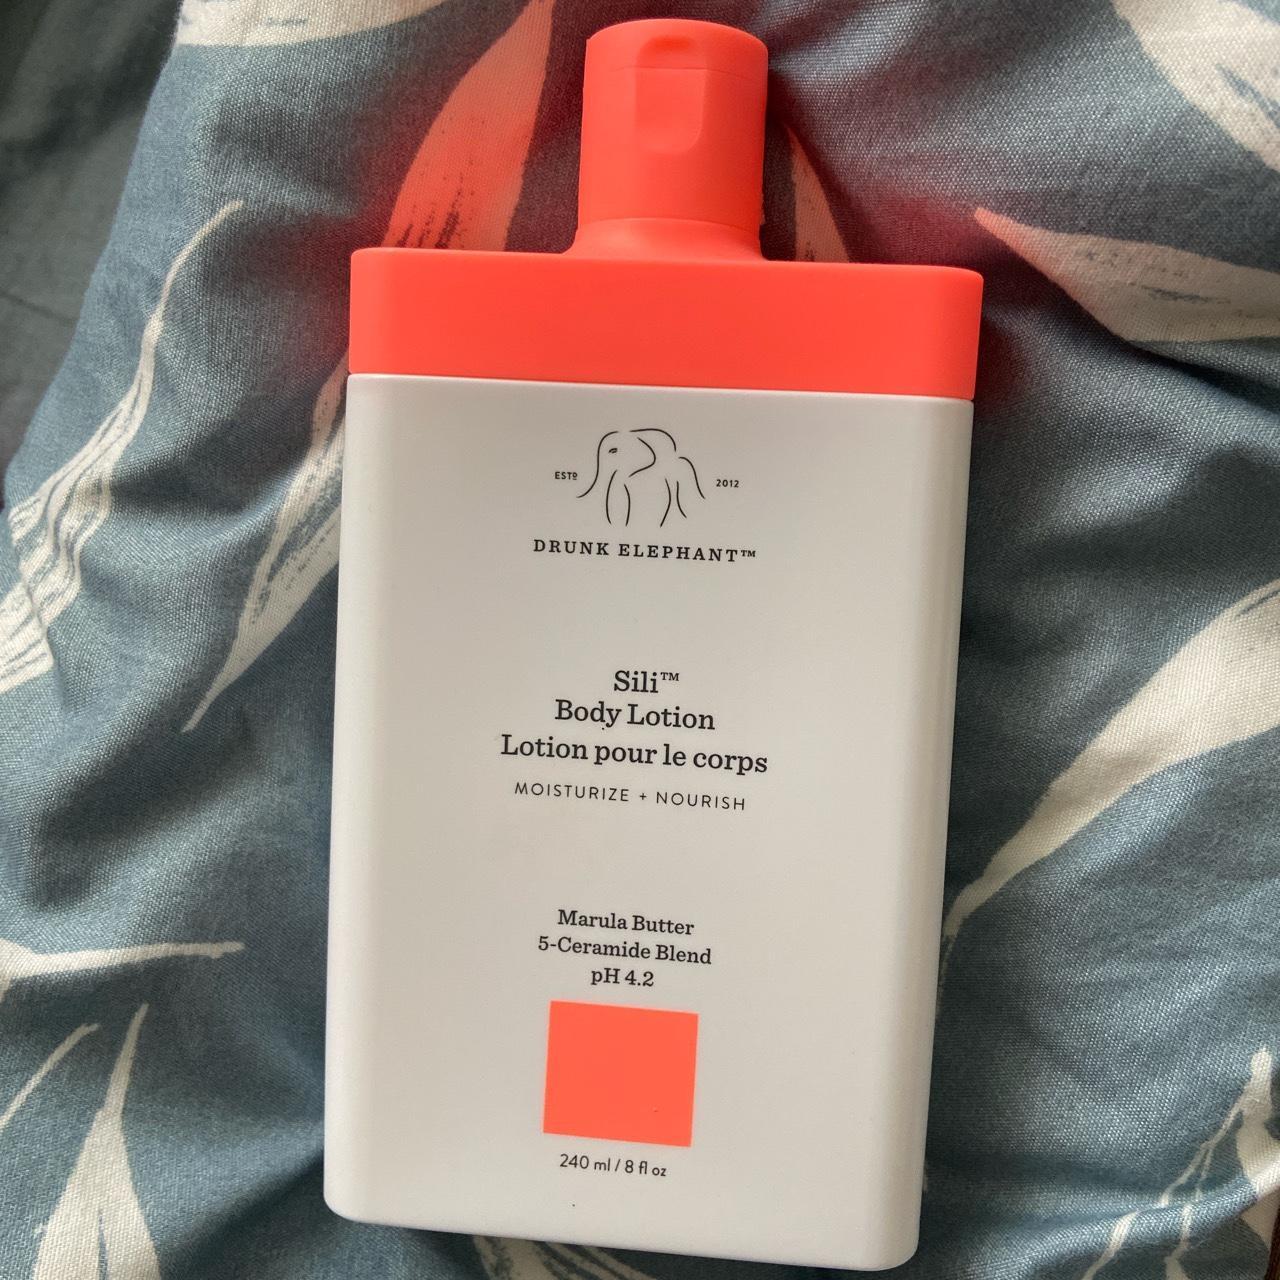 ESTD 2012
DRUNK ELEPHANT™
Sili™
Body Lotion
Lotion pour le corps
MOISTURIZE + NOURISH
Marula Butter
5-Ceramide Blend
pH 4.2
240 ml / 8 fl oz